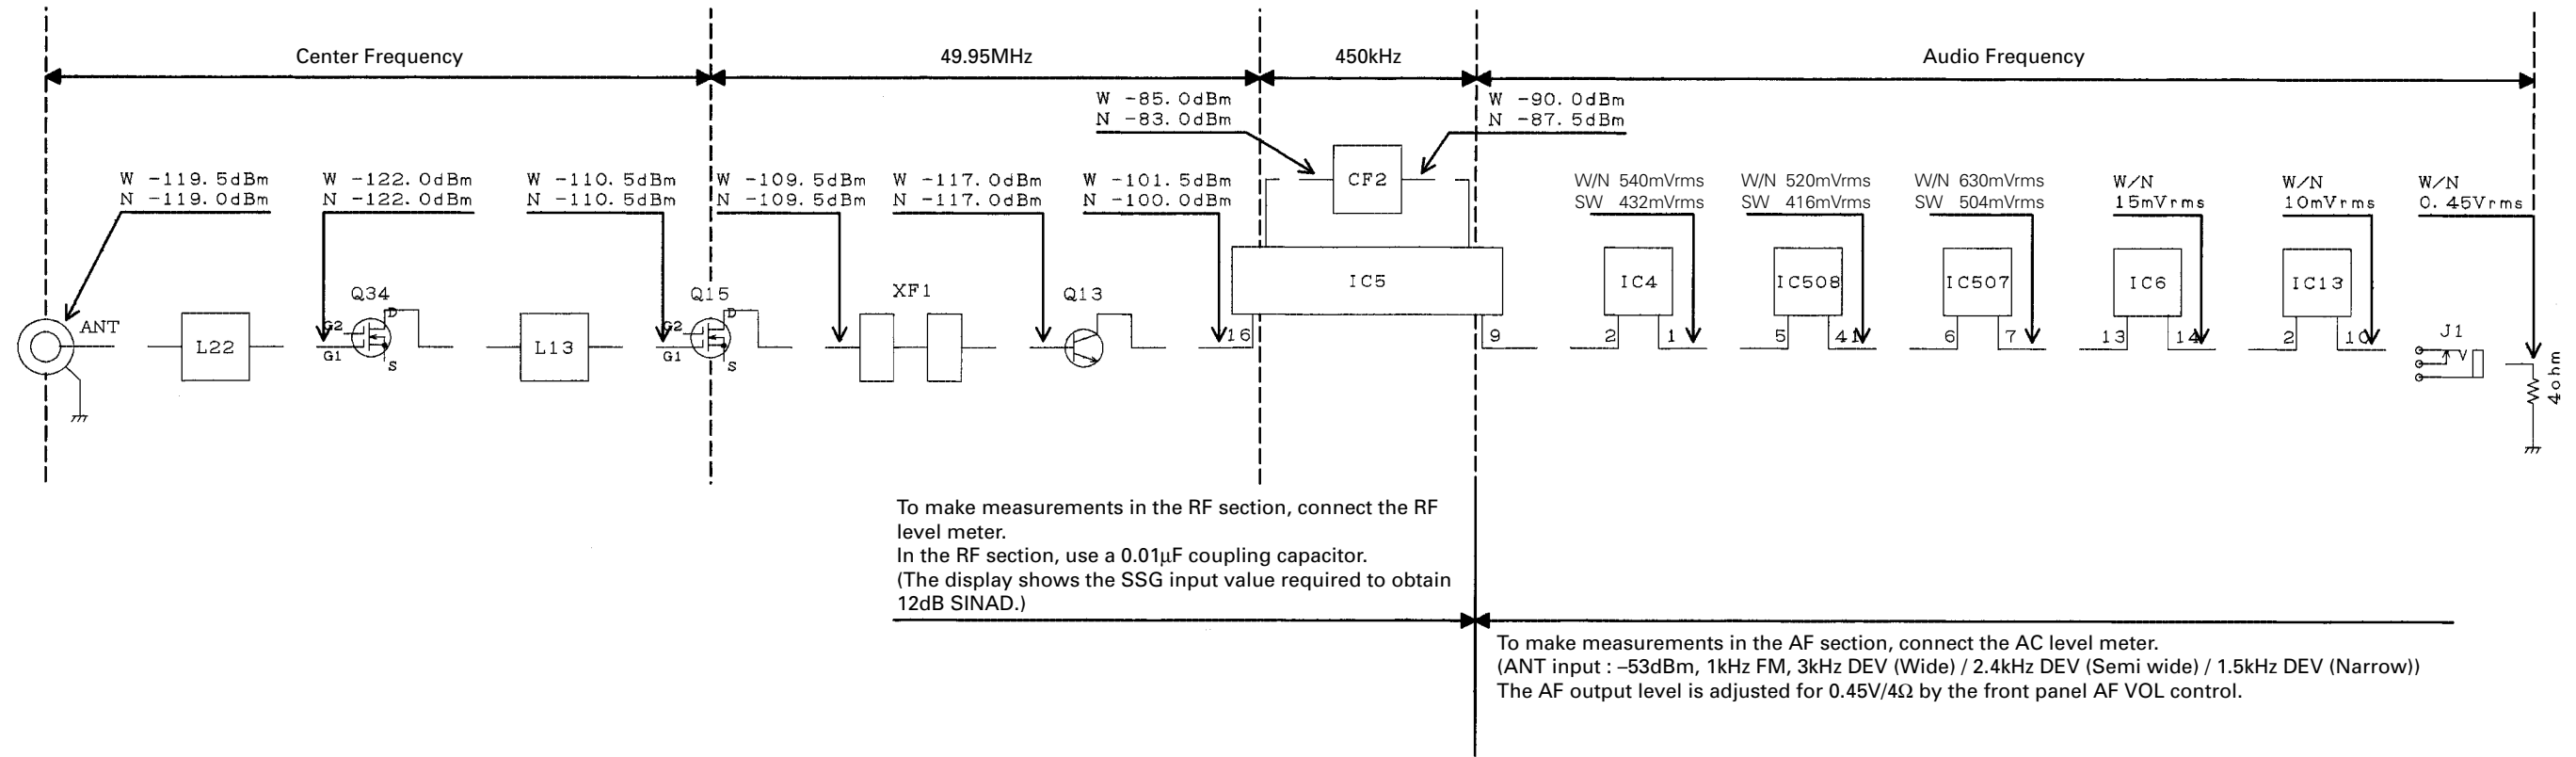 Center Frequency
49.95MHz
450kHz
Audio Frequency
W -85.0dBm
N -83.0dBm
W -90.0dBm
N -87.5dBm
W -119.5dBm
N -119.0dBm
W -122.0dBm
N -122.0dBm
W -110.5dBm
N -110.5dBm
W -109.5dBm
N -109.5dBm
W -117.0dBm
N -117.0dBm
W -101.5dBm
N -100.0dBm
CF2
W/N 540mVrms
SW 432mVrms
W/N 520mVrms
SW 416mVrms
W/N 630mVrms
SW 504mVrms
W/N
15mVrms
W/N
10mVrms
W/N
0.45Vrms
ANT
L22
Q34
G2
D
G1
S
L13
Q15
G2
D
G1
S
XF1
Q13
16
IC5
9
IC4
2
1
IC508
5
41
IC507
6
7
IC6
13
14
IC13
2
10
J1
4ohm
To make measurements in the RF section, connect the RF
level meter.
In the RF section, use a 0.01μF coupling capacitor.
(The display shows the SSG input value required to obtain
12dB SINAD.)
To make measurements in the AF section, connect the AC level meter.
(ANT input : –53dBm, 1kHz FM, 3kHz DEV (Wide) / 2.4kHz DEV (Semi wide) / 1.5kHz DEV (Narrow))
The AF output level is adjusted for 0.45V/4Ω by the front panel AF VOL control.